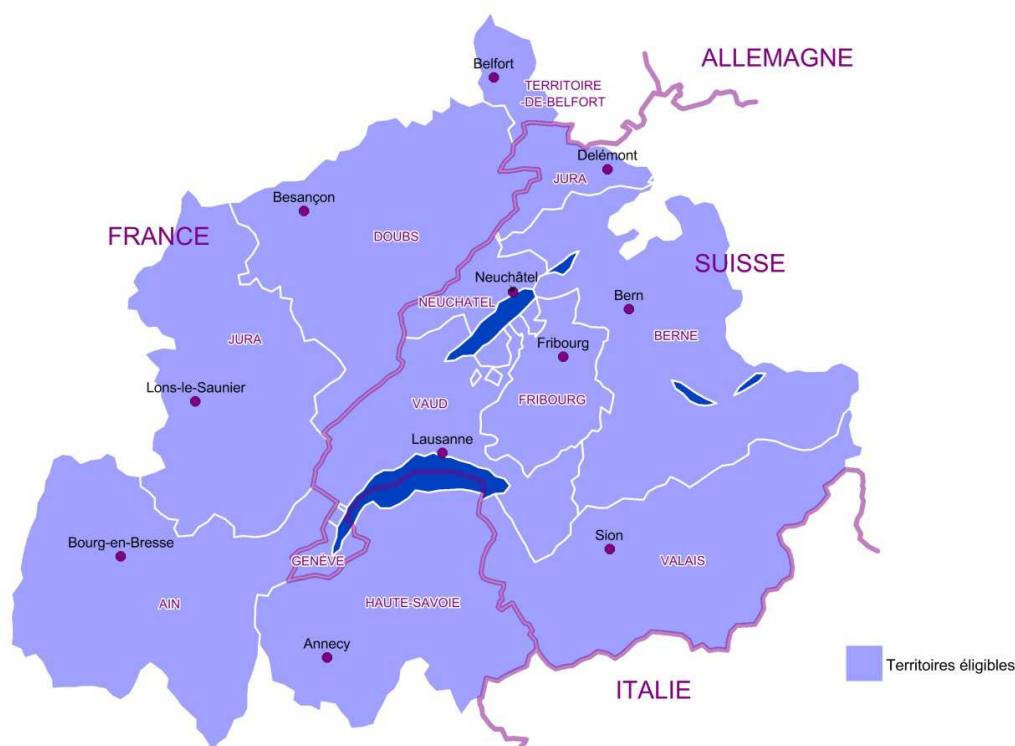 ALLEMAGNE
Belfort
TERRITOIRE
-DE-BELFORT
Delémont
JURA
Besançon
FRANCE
DOUBS
SUISSE
Neuchâtel
NEUCHATEL
Bern
BERNE
JURA
Fribourg
Lons-le-Saunier
VAUD
FRIBOURG
Lausanne
Bourg-en-Bresse
GENÈVE
Sion
VALAIS
AIN
HAUTE-SAVOIE
Annecy
Territoires éligibles
ITALIE